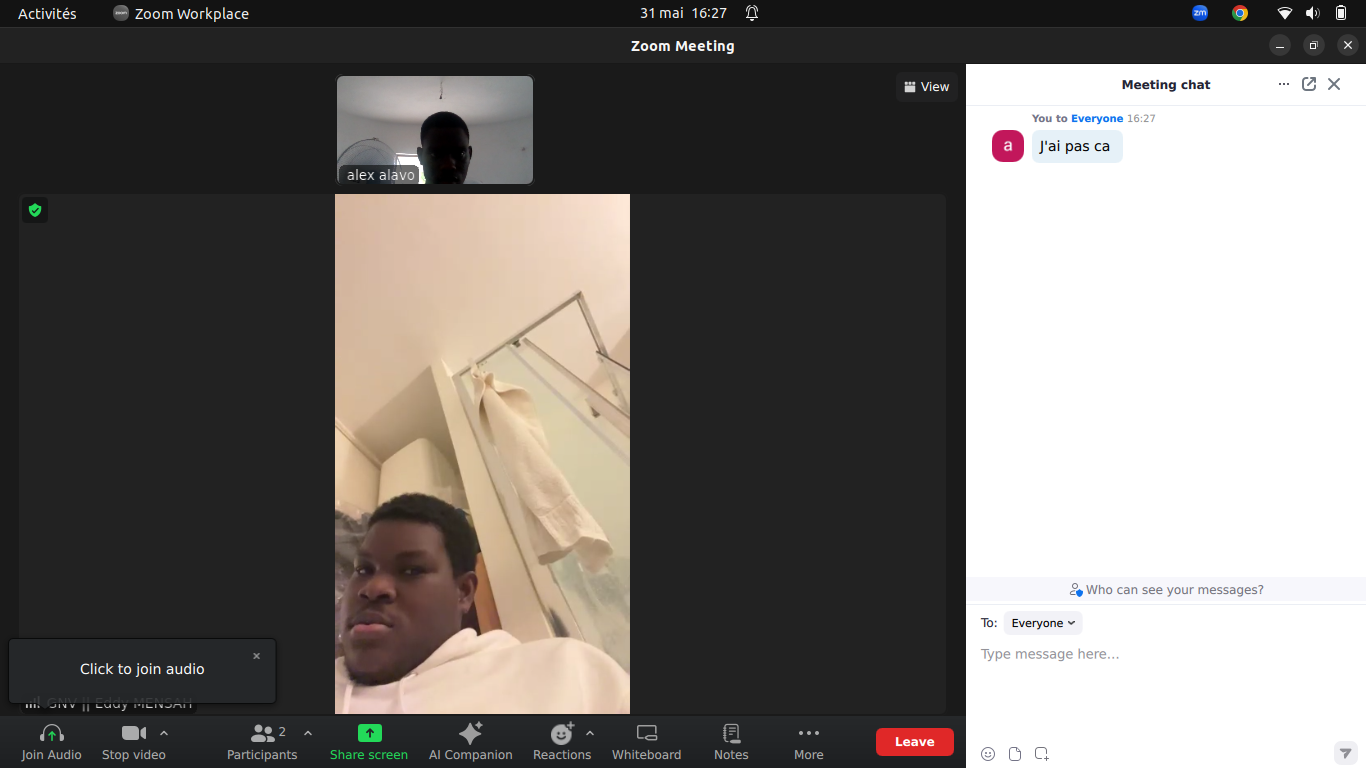 Activités
zoom Zoom Workplace
31 mai 16:27
zm
Zoom Meeting
View
alex alavo
Meeting chat
You to Everyone 16:27
a
J'ai pas ca
Who can see your messages?
To: Everyone
Type message here...
Click to join audio
GNV || Eddy MENSAH
Join Audio
Stop video
Participants
2
Share screen
AI Companion
Reactions
Whiteboard
Notes
More
Leave